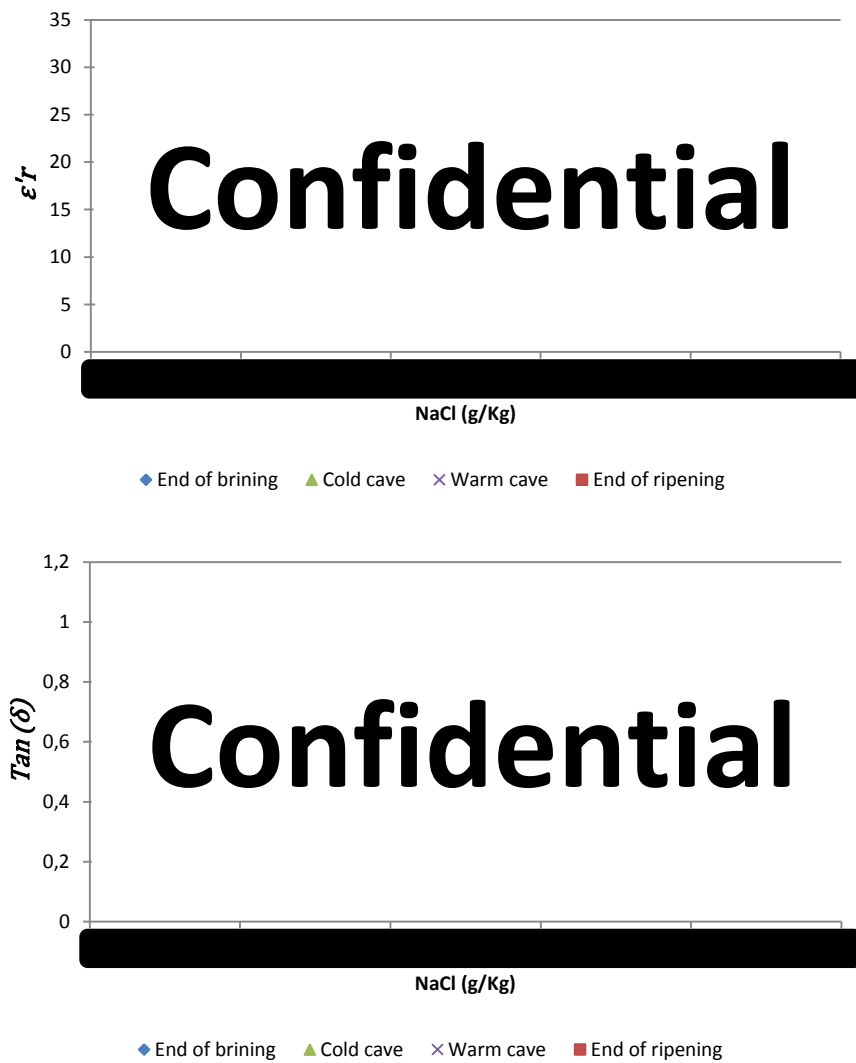 35
30
25
20
15
10
5
0
ε'r
Confidential
NaCl (g/Kg)
End of brining Cold cave Warm cave End of ripening
1,2
1
0,8
0,6
0,4
0,2
0
Tan (δ)
Confidential
NaCl (g/Kg)
End of brining Cold cave Warm cave End of ripening